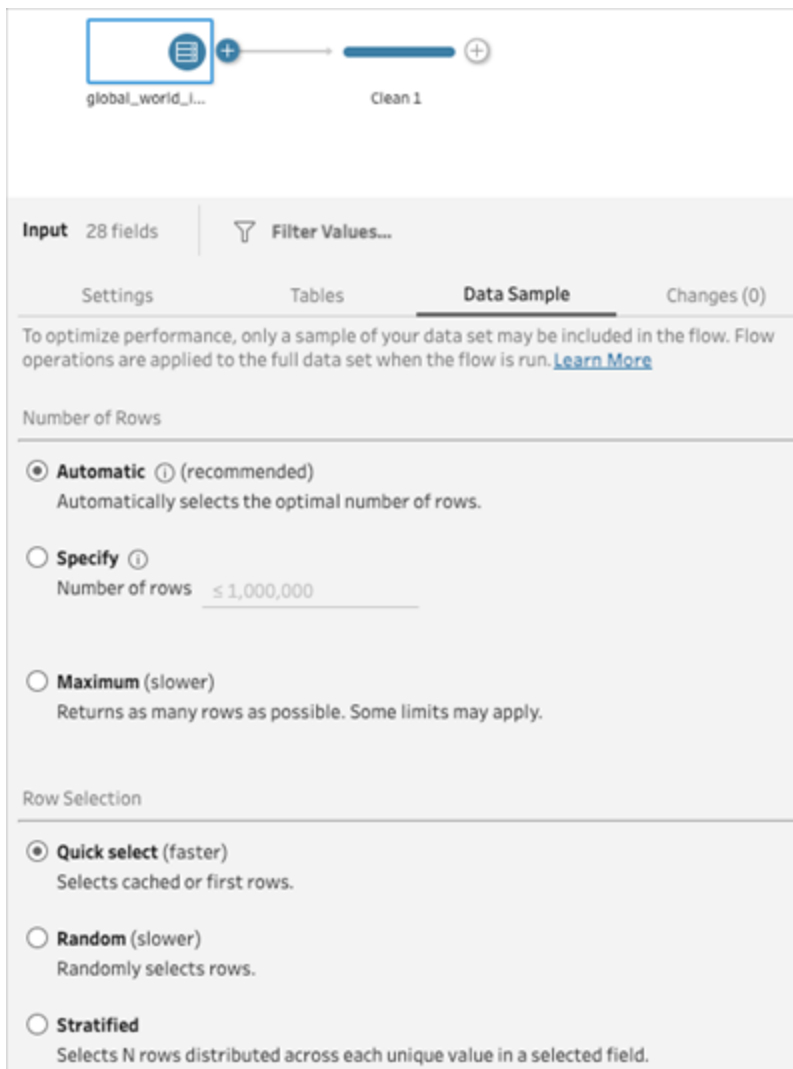 global_world_i...
Clean 1
Input 28 fields Filter Values...
Settings Tables Data Sample Changes (0)
To optimize performance, only a sample of your data set may be included in the flow. Flow
operations are applied to the full data set when the flow is run. Learn More
Number of Rows
Automatic (recommended)
Automatically selects the optimal number of rows.
Specify
Number of rows ≤ 1,000,000
Maximum (slower)
Returns as many rows as possible. Some limits may apply.
Row Selection
Quick select (faster)
Selects cached or first rows.
Random (slower)
Randomly selects rows.
Stratified
Selects N rows distributed across each unique value in a selected field.